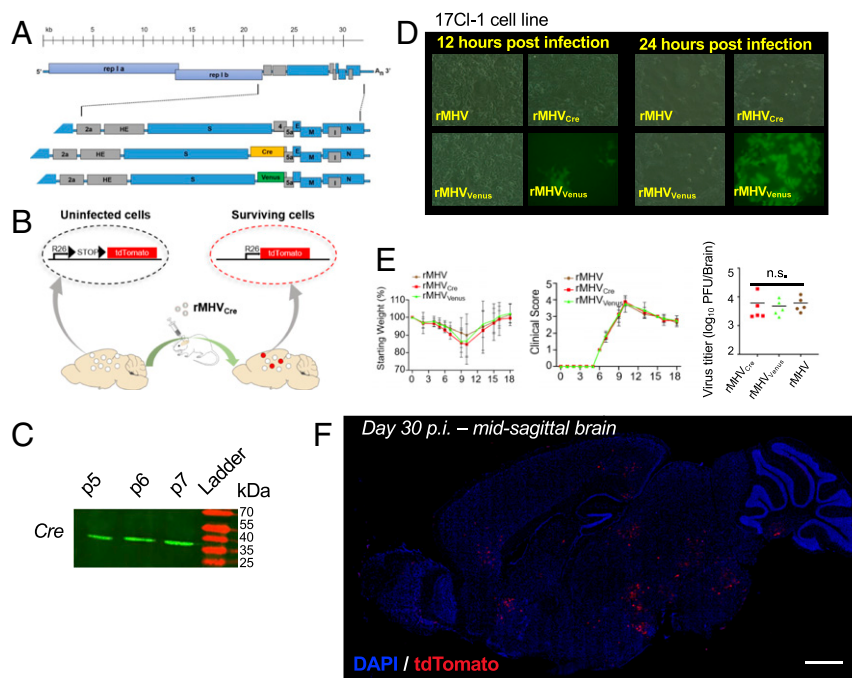 A
kb 5 10 15 20 25 30
5' rep I a rep I b i An 3'
2a HE S 4 5a E M I N
2a HE S Cre 5a E M I N
2a HE S Venus 5a E M I N
B
Uninfected cells Surviving cells
R26 STOP tdTomato R26 tdTomato
rMHVCre
C
p5 p6 p7 Ladder kDa
Cre
70
55
40
35
25
D
17Cl-1 cell line
12 hours post infection 24 hours post infection
rMHV rMHVCre rMHV rMHVCre
rMHVVenus rMHVVenus rMHVVenus rMHVVenus
E
rMHV
rMHVCre
rMHVVenus
Starting Weight (%)
110
100
90
80
70
0 3 6 9 12 15 18
rMHV
rMHVCre
rMHVVenus
Clinical Score
5
4
3
2
1
0
0 3 6 9 12 15 18
n.s.
Virus titier (log10 PFU/Brain)
5
4
3
2
rMHVCre rMHVVenus rMHV
F
Day 30 p.i. – mid-sagittal brain
DAPI / tdTomato